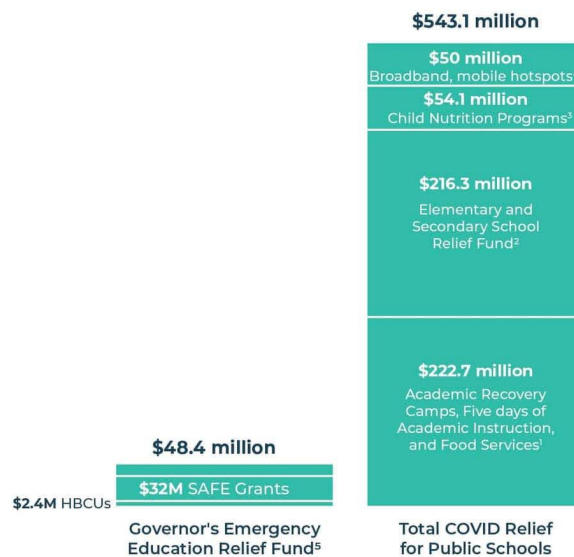 $543.1 million
$50 million
Broadband, mobile hotspots
$54.1 million
Child Nutrition Programs³
$216.3 million
Elementary and
Secondary School
Relief Fund²
$222.7 million
Academic Recovery
Camps, Five days of
Academic Instruction,
and Food Services¹
$48.4 million
$32M SAFE Grants
$2.4M HBCUs
Governor's Emergency
Education Relief Fund⁵
Total COVID Relief
for Public Schools